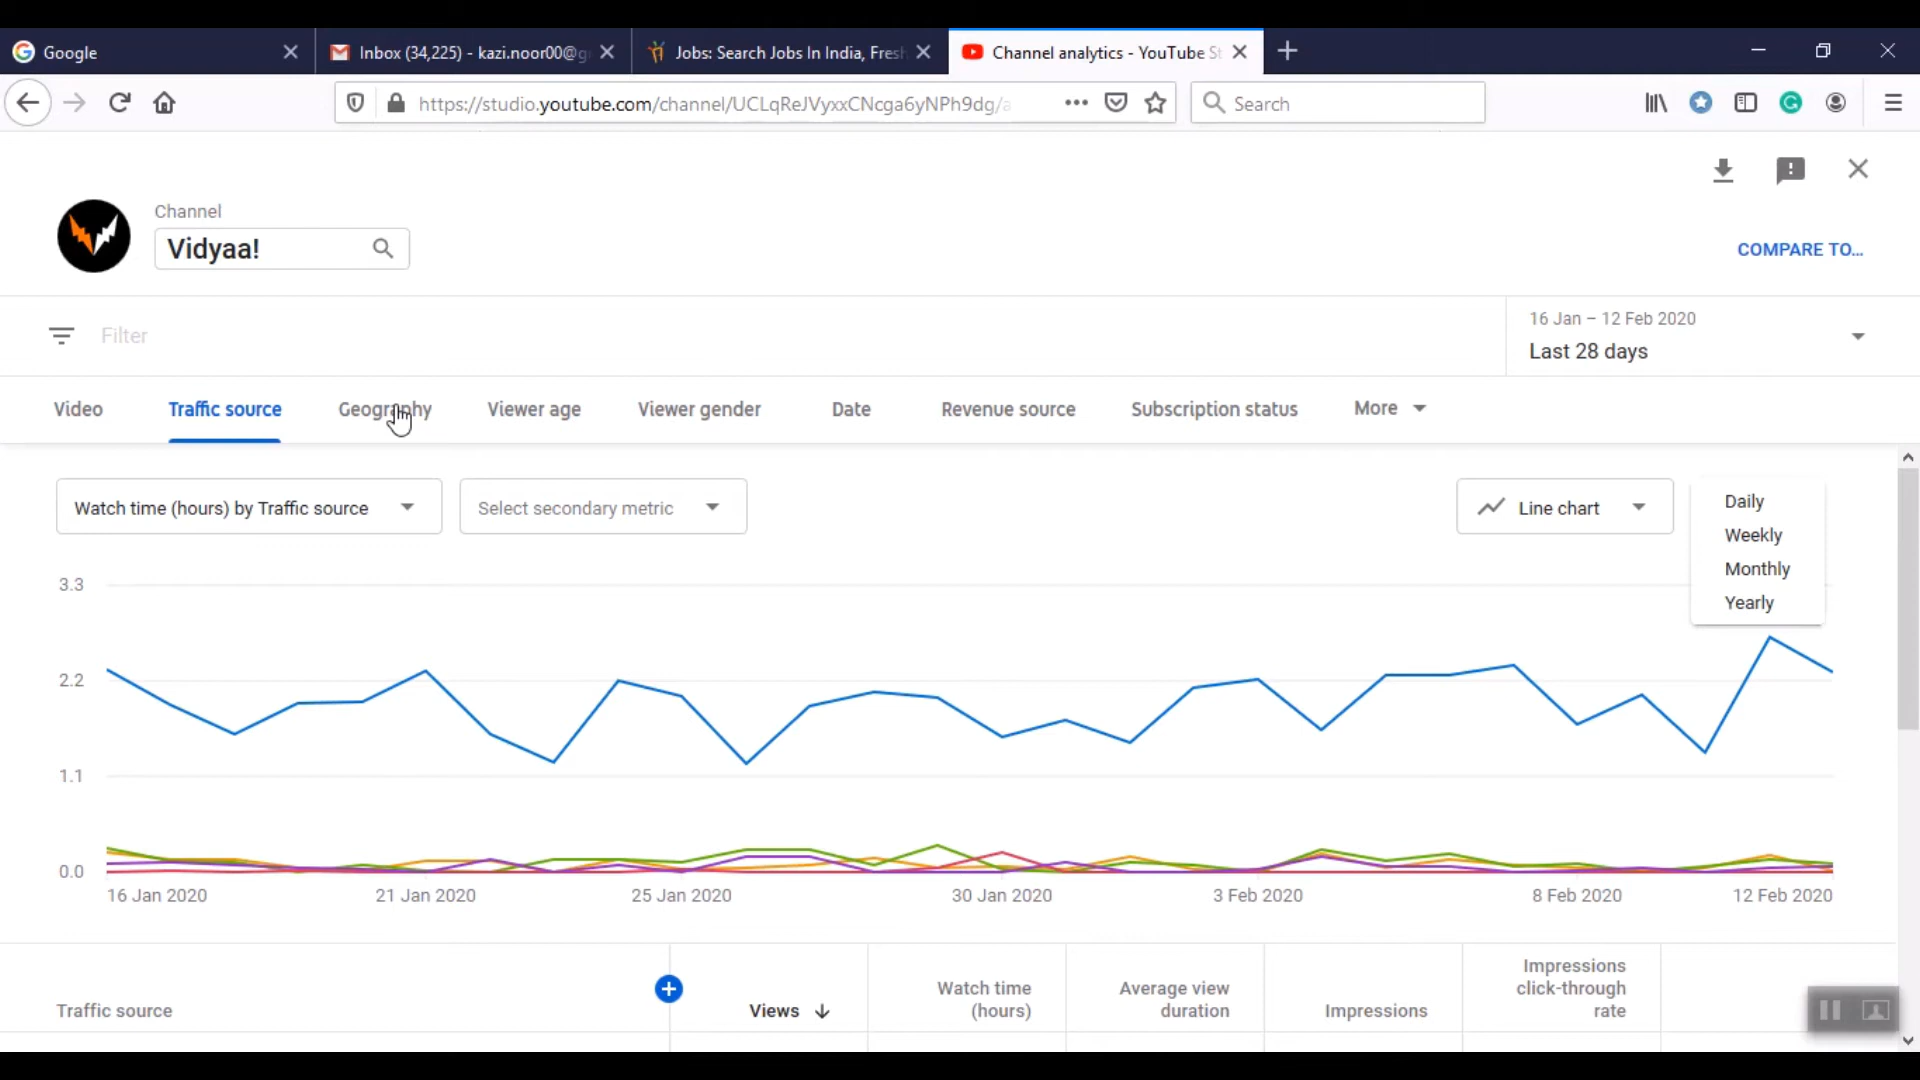 Google
Inbox (34,225) - kazi.noor00@g
Jobs: Search Jobs In India, Fresh
Channel analytics - YouTube St
https://studio.youtube.com/channel/UCLqReJVyxxCNcga6yNPh9dg/a
Search
Channel
Vidyaa!
COMPARE TO...
Filter
16 Jan – 12 Feb 2020
Last 28 days
Video
Traffic source
Geography
Viewer age
Viewer gender
Date
Revenue source
Subscription status
More
Watch time (hours) by Traffic source
Select secondary metric
Line chart
Daily
Weekly
Monthly
Yearly
3.3
2.2
1.1
0.0
16 Jan 2020
21 Jan 2020
25 Jan 2020
30 Jan 2020
3 Feb 2020
8 Feb 2020
12 Feb 2020
Traffic source
Views
Watch time
(hours)
Average view
duration
Impressions
Impressions
click-through
rate